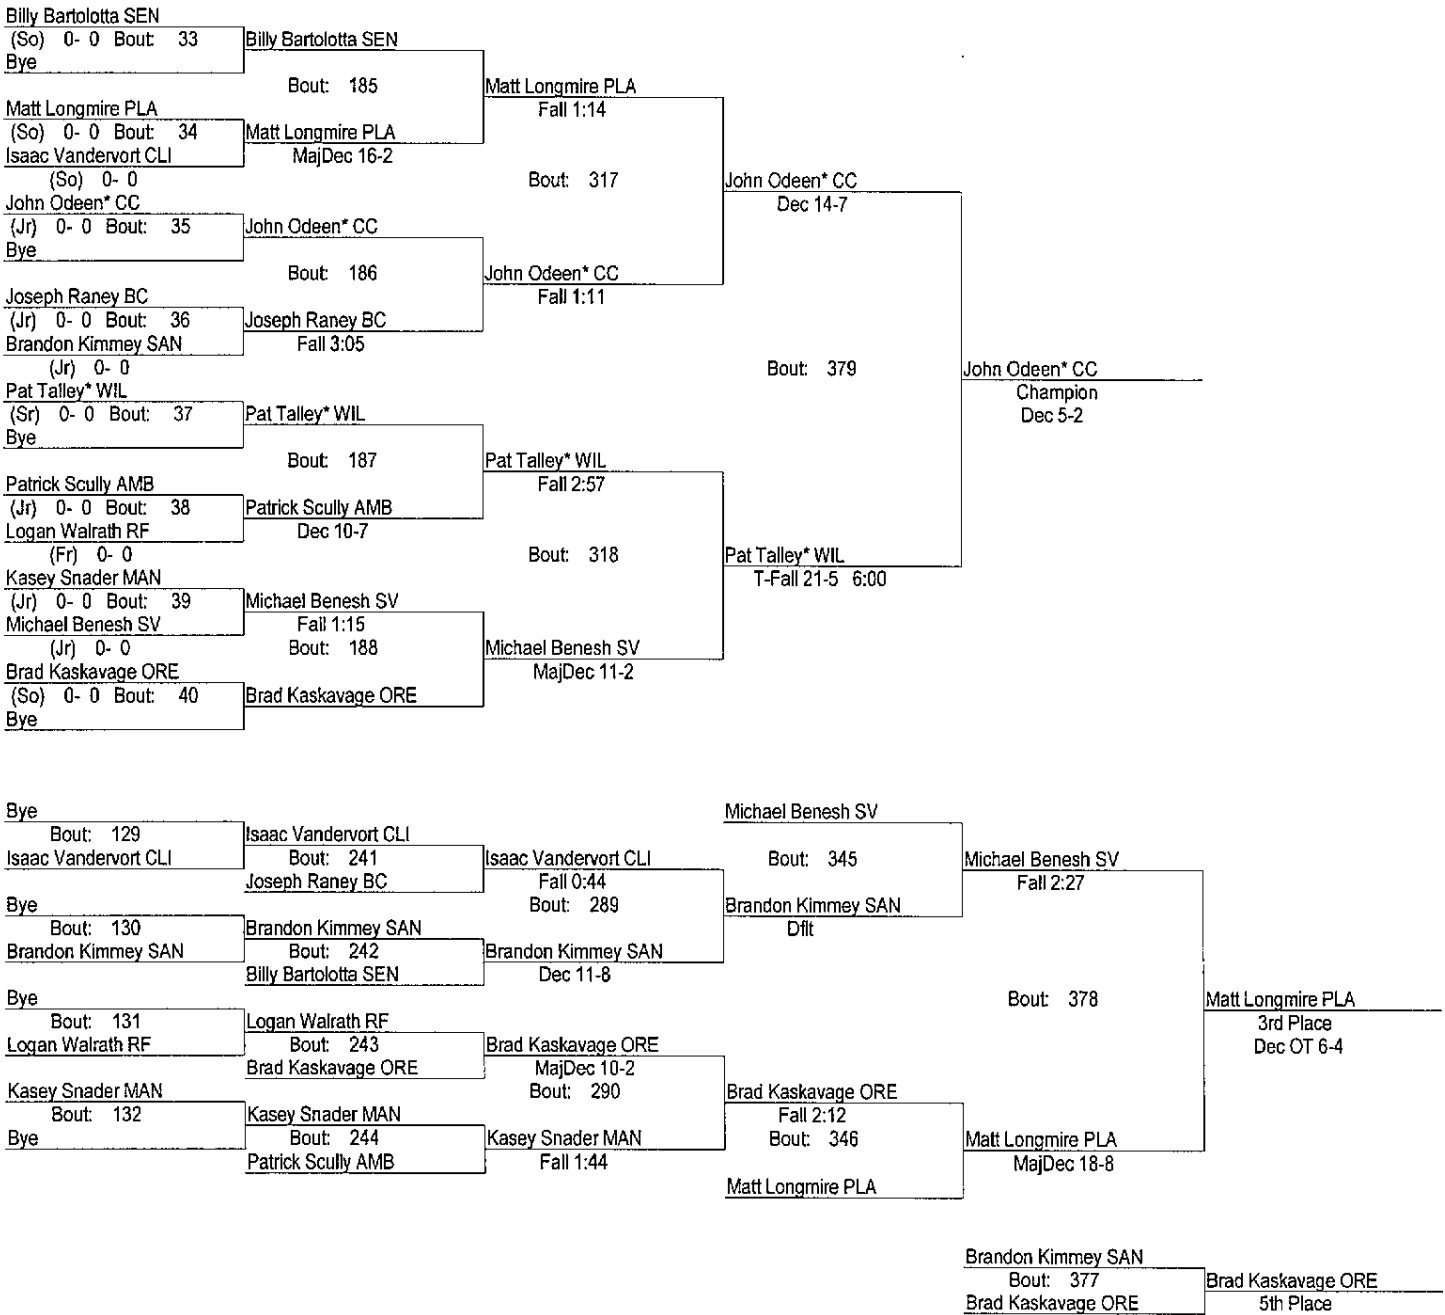 Billy Bartolotta SEN
(So) 0- 0 Bout: 33
Billy Bartolotta SEN
Bye
Bout: 185
Matt Longmire PLA
Fall 1:14
Matt Longmire PLA
(So) 0- 0 Bout: 34
Matt Longmire PLA
Isaac Vandervort CLI
MajDec 16-2
(So) 0- 0
Bout: 317
John Odeen* CC
Dec 14-7
John Odeen* CC
(Jr) 0- 0 Bout: 35
John Odeen* CC
Bye
Bout: 186
John Odeen* CC
Fall 1:11
Joseph Raney BC
(Jr) 0- 0 Bout: 36
Joseph Raney BC
Brandon Kimmey SAN
Fall 3:05
(Jr) 0- 0
Bout: 379
John Odeen* CC
Champion
Dec 5-2
Pat Talley* WIL
(Sr) 0- 0 Bout: 37
Pat Talley* WIL
Bye
Bout: 187
Pat Talley* WIL
Fall 2:57
Patrick Scully AMB
(Jr) 0- 0 Bout: 38
Patrick Scully AMB
Logan Walrath RF
Dec 10-7
(Fr) 0- 0
Bout: 318
Pat Talley* WIL
T-Fall 21-5 6:00
Kasey Snader MAN
(Jr) 0- 0 Bout: 39
Michael Benesh SV
Michael Benesh SV
Fall 1:15
(Jr) 0- 0
Bout: 188
Michael Benesh SV
MajDec 11-2
Brad Kaskavage ORE
(So) 0- 0 Bout: 40
Brad Kaskavage ORE
Bye
Bye
Bout: 129
Isaac Vandervort CLI
Isaac Vandervort CLI
Bout: 241
Joseph Raney BC
Isaac Vandervort CLI
Fall 0:44
Michael Benesh SV
Bout: 345
Michael Benesh SV
Fall 2:27
Bye
Bout: 130
Brandon Kimmey SAN
Brandon Kimmey SAN
Bout: 242
Billy Bartolotta SEN
Bout: 289
Brandon Kimmey SAN
Dec 11-8
Brandon Kimmey SAN
Dflt
Bye
Bout: 131
Logan Walrath RF
Logan Walrath RF
Bout: 243
Brad Kaskavage ORE
Brad Kaskavage ORE
MajDec 10-2
Bout: 290
Bout: 378
Matt Longmire PLA
3rd Place
Dec OT 6-4
Kasey Snader MAN
Bout: 132
Bye
Kasey Snader MAN
Bout: 244
Patrick Scully AMB
Kasey Snader MAN
Fall 1:44
Brad Kaskavage ORE
Fall 2:12
Bout: 346
Matt Longmire PLA
Matt Longmire PLA
MajDec 18-8
Brandon Kimmey SAN
Bout: 377
Brad Kaskavage ORE
Brad Kaskavage ORE
5th Place